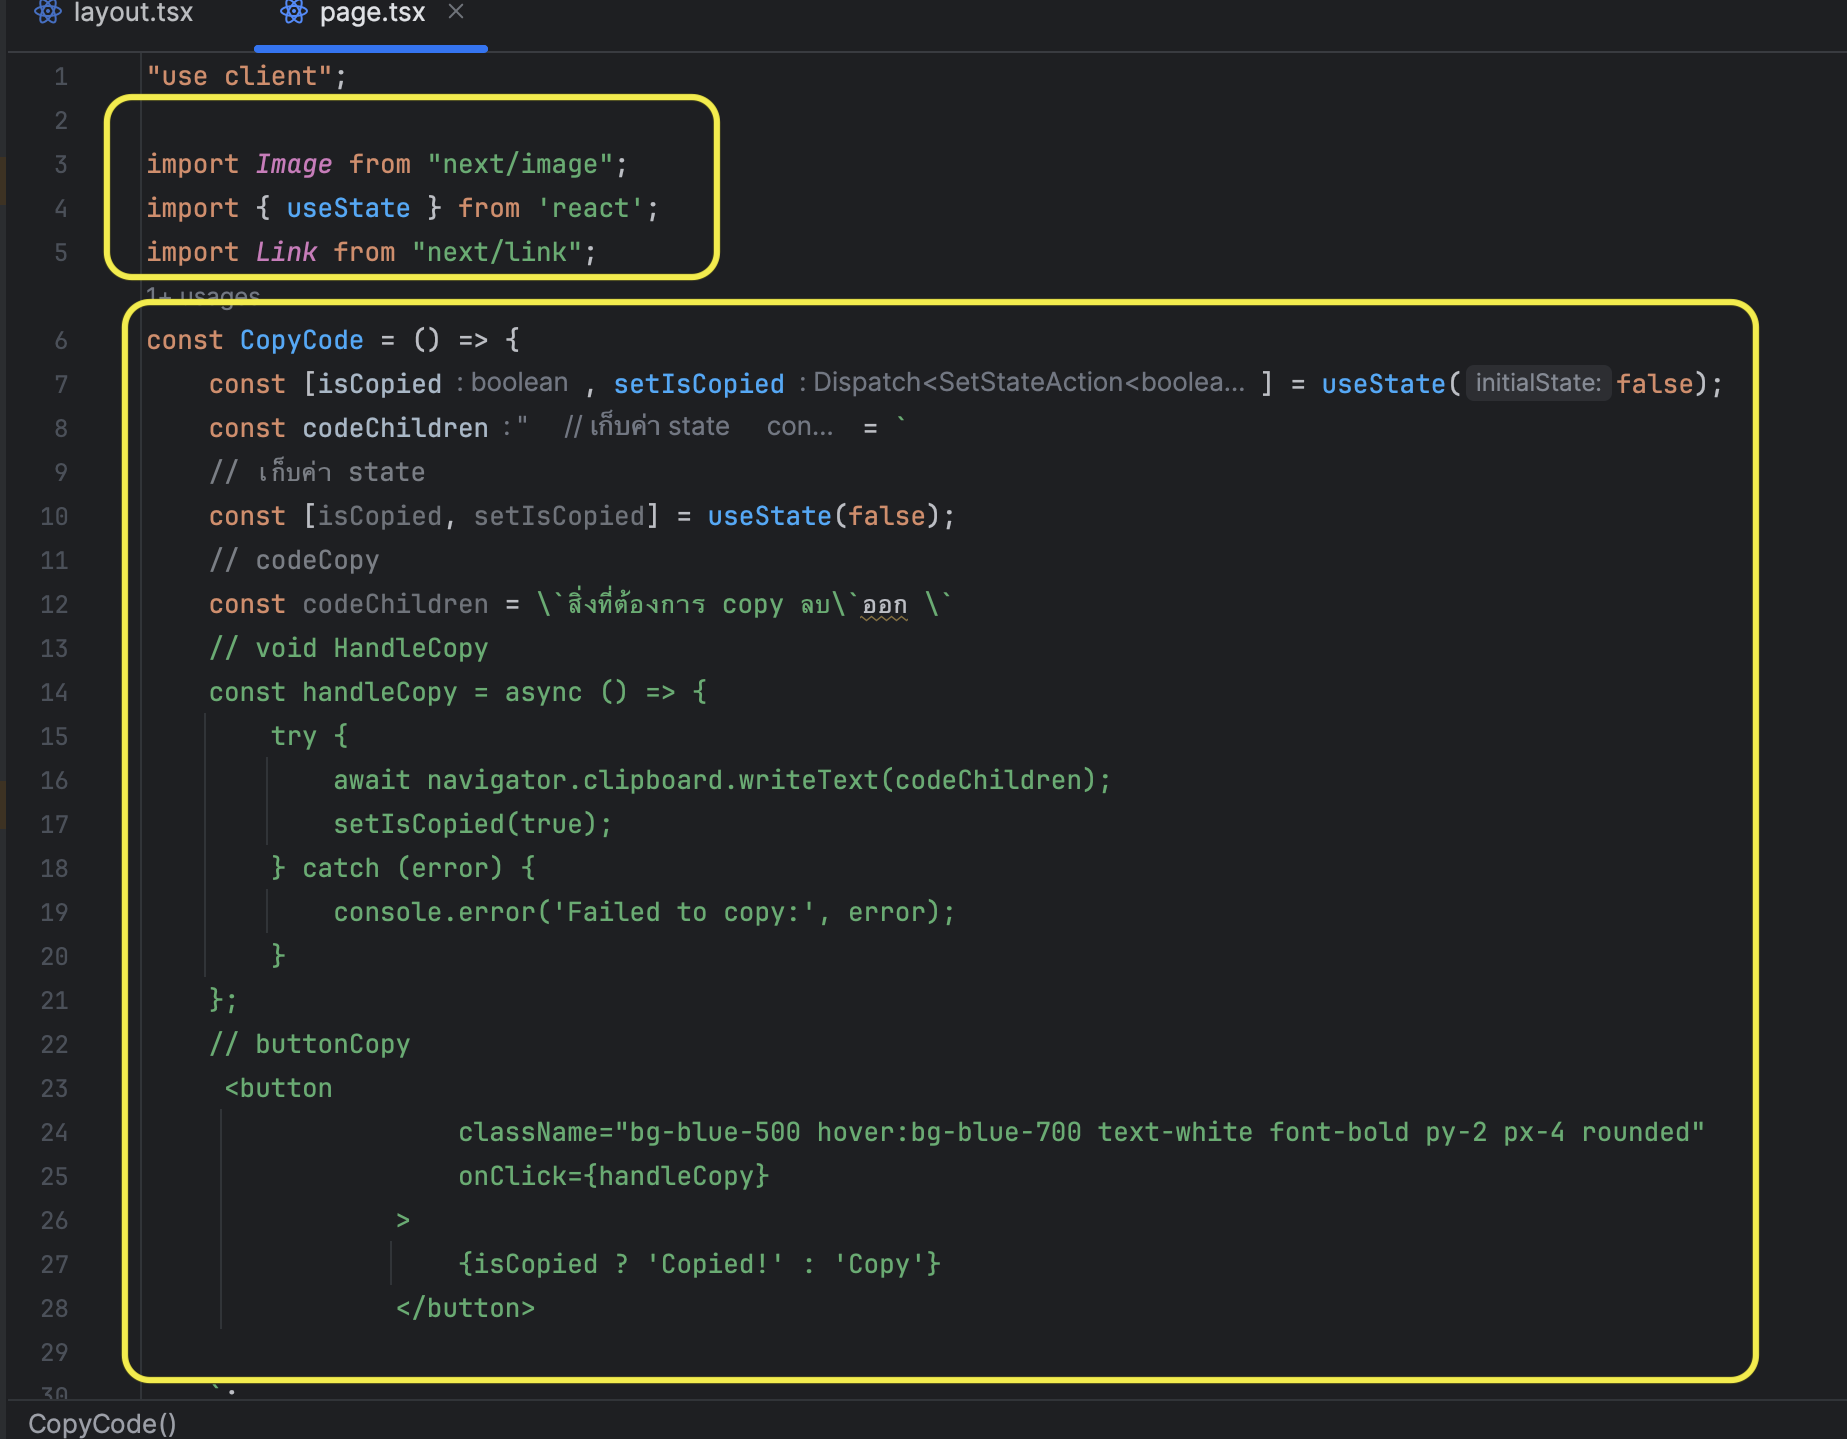 layout.tsx
page.tsx ×
1 "use client";
2
3 import Image from "next/image";
4 import { useState } from 'react';
5 import Link from "next/link";
1+ usages
6 const CopyCode = () => {
7 const [isCopied : boolean , setIsCopied : Dispatch<SetStateAction<boolea... ] = useState( initialState: false);
8 const codeChildren : " // เก็บค่า state con... = `
9 // เก็บค่า state
10 const [isCopied, setIsCopied] = useState(false);
11 // codeCopy
12 const codeChildren = \`สิ่งที่ต้องการ copy ลบ\`ออก \`
13 // void HandleCopy
14 const handleCopy = async () => {
15 try {
16 await navigator.clipboard.writeText(codeChildren);
17 setIsCopied(true);
18 } catch (error) {
19 console.error('Failed to copy:', error);
20 }
21 };
22 // buttonCopy
23 <button
24 className="bg-blue-500 hover:bg-blue-700 text-white font-bold py-2 px-4 rounded"
25 onClick={handleCopy}
26 >
27 {isCopied ? 'Copied!' : 'Copy'}
28 </button>
29
30 `;
CopyCode()